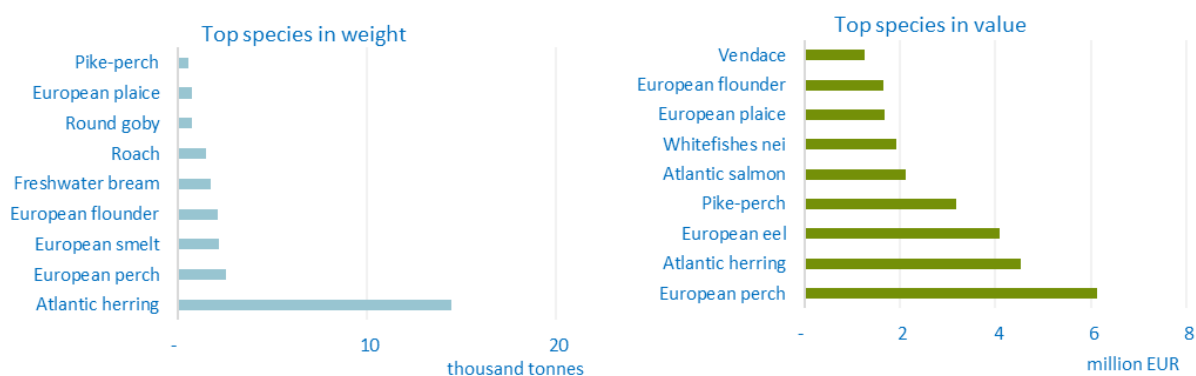 Top species in weight
Pike-perch
European plaice
Round goby
Roach
Freshwater bream
European flounder
European smelt
European perch
Atlantic herring
- 10 20
thousand tonnes
Top species in value
Vendace
European flounder
European plaice
Whitefishes nei
Atlantic salmon
Pike-perch
European eel
Atlantic herring
European perch
- 2 4 6 8
million EUR